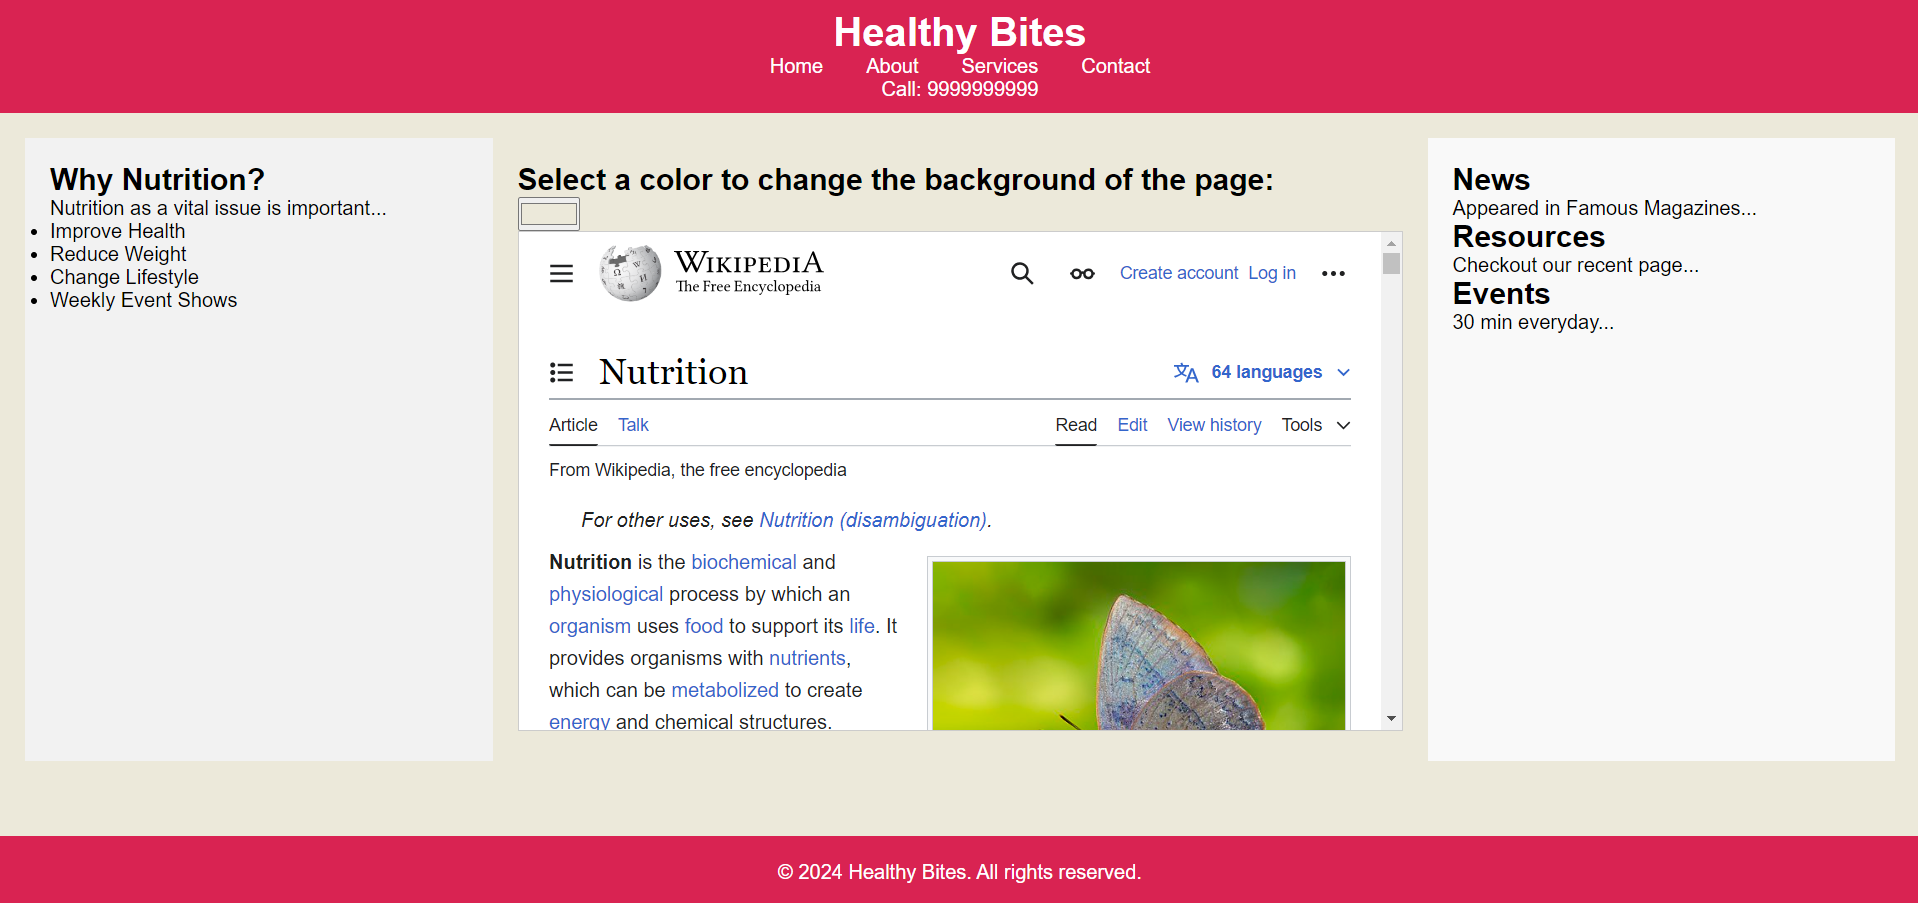 Healthy Bites
Home About Services Contact
Call: 9999999999
Why Nutrition?
Nutrition as a vital issue is important...
Improve Health
Reduce Weight
Change Lifestyle
Weekly Event Shows
Select a color to change the background of the page:
WIKIPEDIA
The Free Encyclopedia
Create account Log in
Nutrition
64 languages
Article Talk
Read Edit View history Tools
From Wikipedia, the free encyclopedia
For other uses, see Nutrition (disambiguation).
Nutrition is the biochemical and
physiological process by which an
organism uses food to support its life. It
provides organisms with nutrients,
which can be metabolized to create
energy and chemical structures.
News
Appeared in Famous Magazines...
Resources
Checkout our recent page...
Events
30 min everyday...
© 2024 Healthy Bites. All rights reserved.